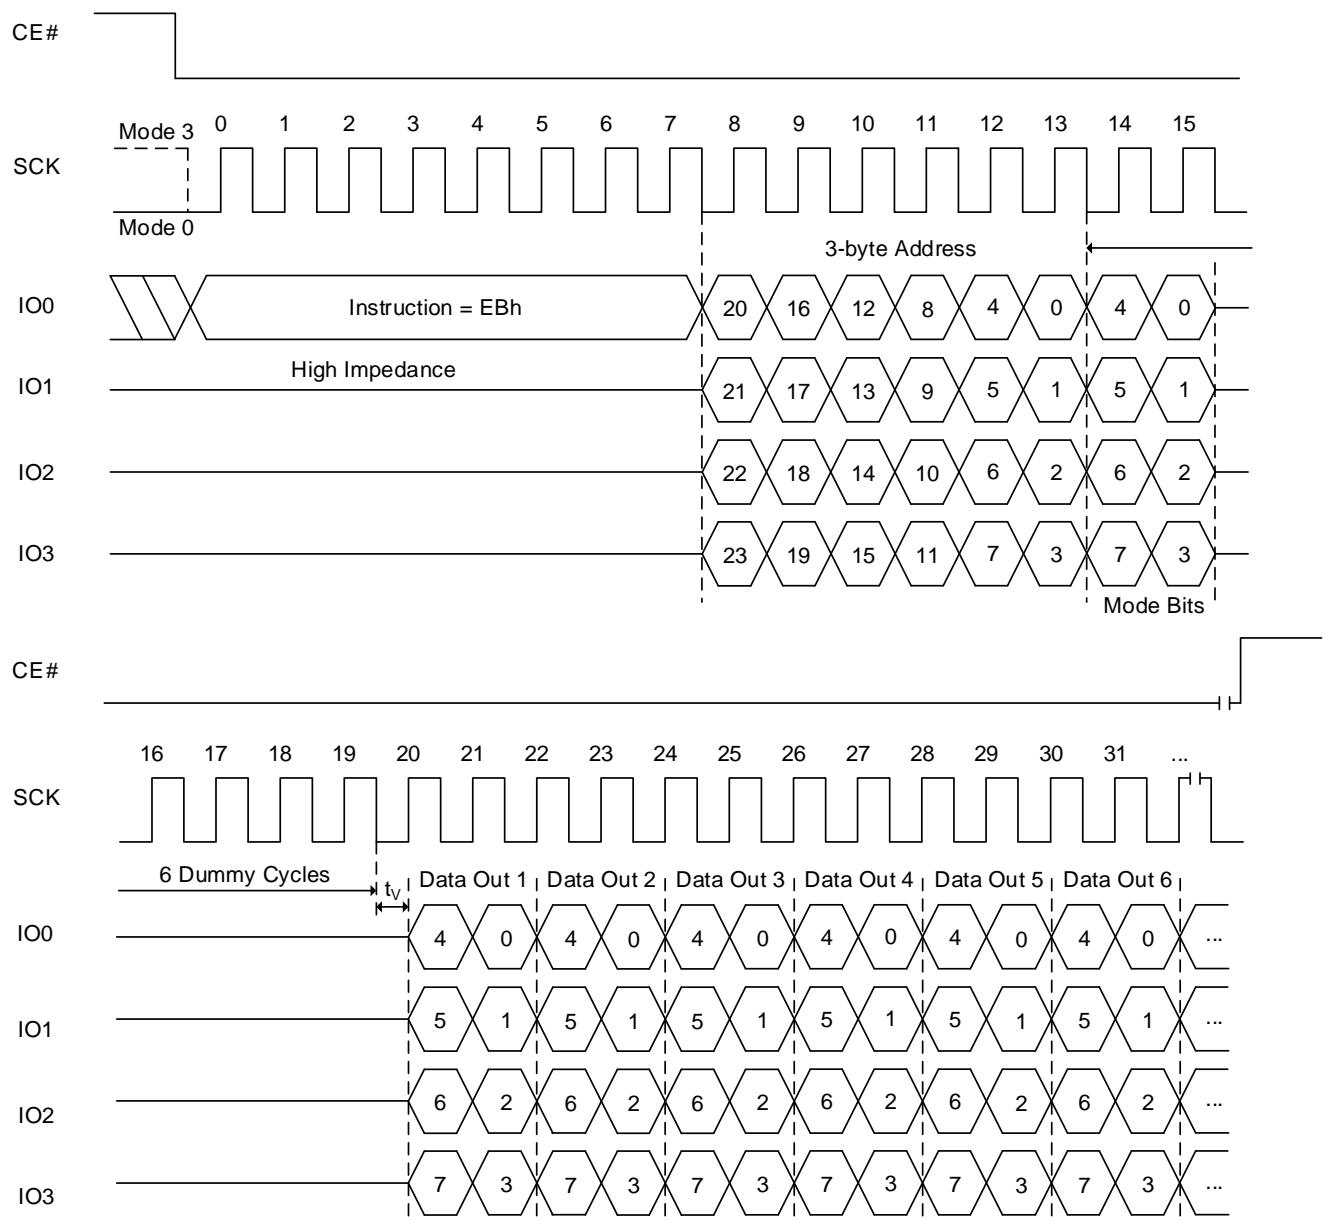 CE#
Mode 3 0 1 2 3 4 5 6 7 8 9 10 11 12 13 14 15
SCK
Mode 0
3-byte Address
IO0 Instruction = EBh 20 16 12 8 4 0 4 0
High Impedance
IO1 21 17 13 9 5 1 5 1
IO2 22 18 14 10 6 2 6 2
IO3 23 19 15 11 7 3 7 3
Mode Bits
CE#
16 17 18 19 20 21 22 23 24 25 26 27 28 29 30 31 ...
SCK
6 Dummy Cycles tV Data Out 1 Data Out 2 Data Out 3 Data Out 4 Data Out 5 Data Out 6
IO0 4 0 4 0 4 0 4 0 4 0 4 0 ...
IO1 5 1 5 1 5 1 5 1 5 1 5 1 ...
IO2 6 2 6 2 6 2 6 2 6 2 6 2 ...
IO3 7 3 7 3 7 3 7 3 7 3 7 3 ...